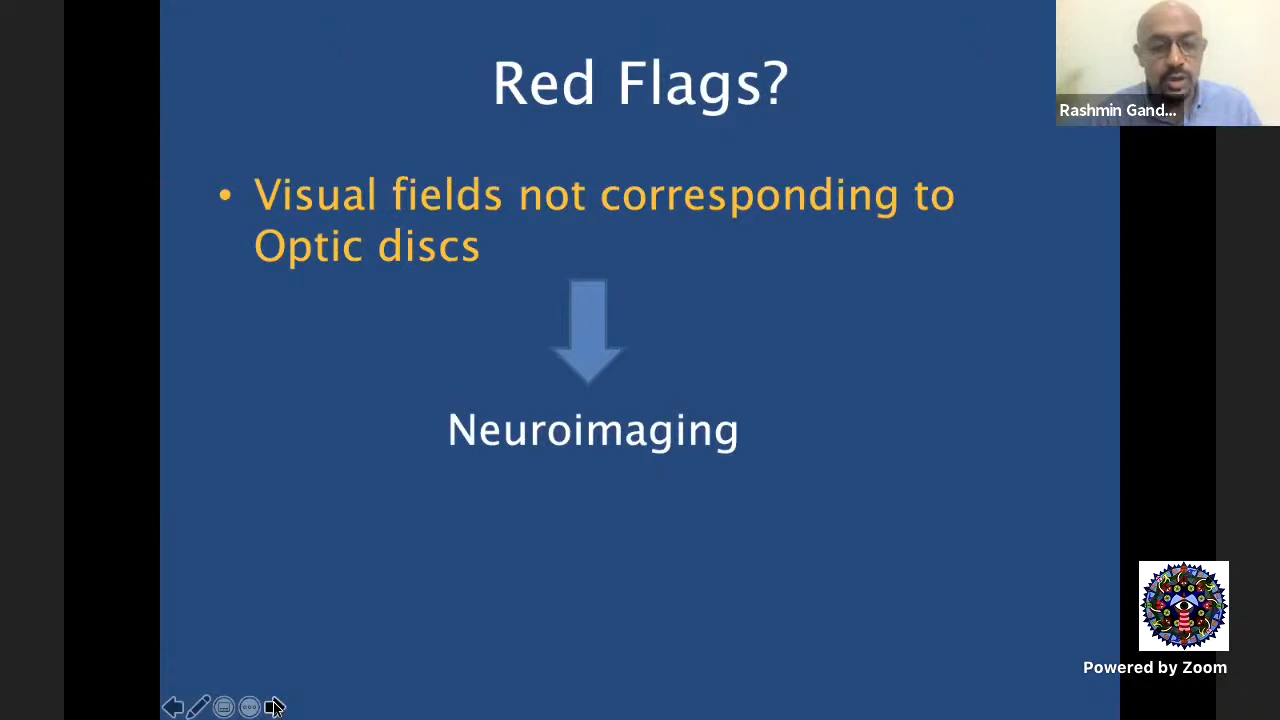 Red Flags?
Rashmin Gand...
• Visual fields not corresponding to
Optic discs
Neuroimaging
Powered by Zoom